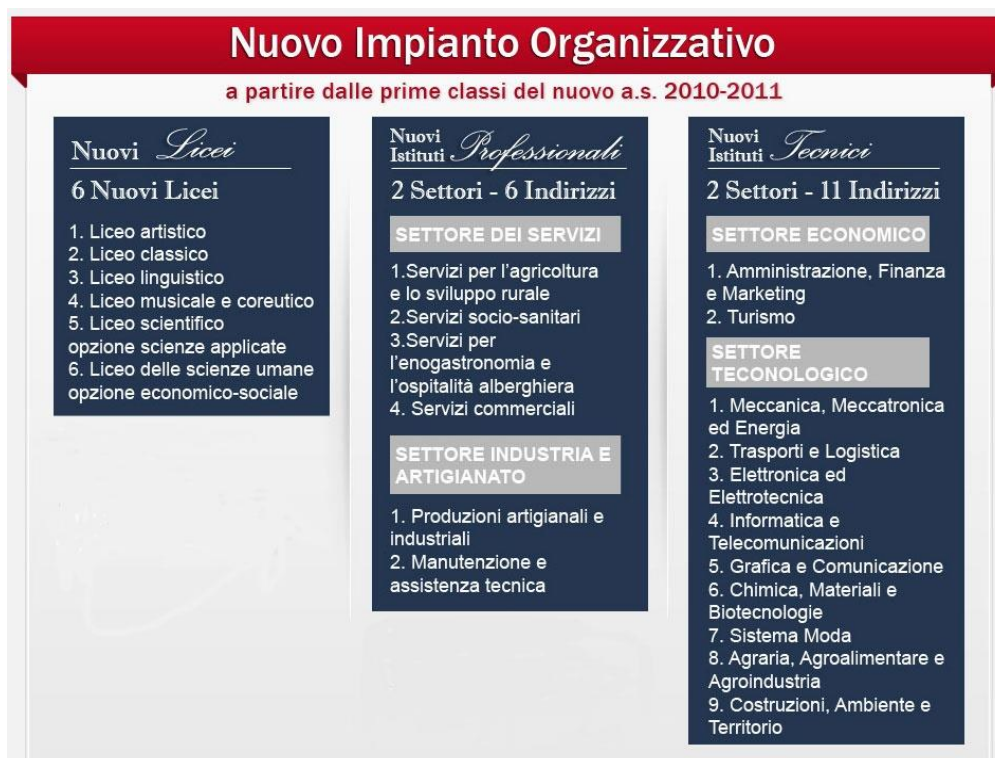 Nuovo Impianto Organizzativo
a partire dalle prime classi del nuovo a.s. 2010-2011
Nuovi Licei
6 Nuovi Licei
1. Liceo artistico
2. Liceo classico
3. Liceo linguistico
4. Liceo musicale e coreutico
5. Liceo scientifico
opzione scienze applicate
6. Liceo delle scienze umane
opzione economico-sociale
Nuovi
Istituti Professionali
2 Settori - 6 Indirizzi
SETTORE DEI SERVIZI
1.Servizi per l'agricoltura
e lo sviluppo rurale
2.Servizi socio-sanitari
3.Servizi per
l'enogastronomia e
l'ospitalità alberghiera
4. Servizi commerciali
SETTORE INDUSTRIA E
ARTIGIANATO
1. Produzioni artigianali e
industriali
2. Manutenzione e
assistenza tecnica
Nuovi
Istituti Tecnici
2 Settori - 11 Indirizzi
SETTORE ECONOMICO
1. Amministrazione, Finanza
e Marketing
2. Turismo
SETTORE
TECONOLOGICO
1. Meccanica, Meccatronica
ed Energia
2. Trasporti e Logistica
3. Elettronica ed
Elettrotecnica
4. Informatica e
Telecomunicazioni
5. Grafica e Comunicazione
6. Chimica, Materiali e
Biotecnologie
7. Sistema Moda
8. Agraria, Agroalimentare e
Agroindustria
9. Costruzioni, Ambiente e
Territorio